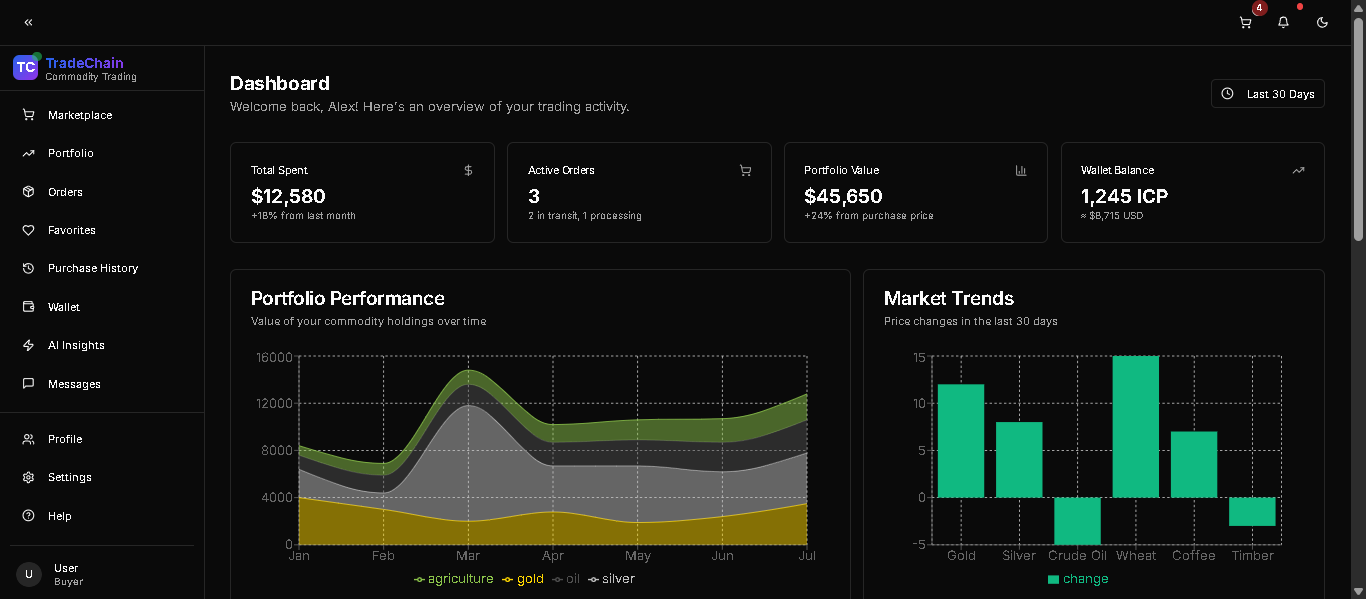 4
TC
TradeChain
Commodity Trading
Marketplace
Portfolio
Orders
Favorites
Purchase History
Wallet
AI Insights
Messages
Profile
Settings
Help
U
User
Buyer
Dashboard
Welcome back, Alex! Here's an overview of your trading activity.
Last 30 Days
Total Spent
$12,580
+18% from last month
Active Orders
3
2 in transit, 1 processing
Portfolio Value
$45,650
+24% from purchase price
Wallet Balance
1,245 ICP
≈ $8,715 USD
Portfolio Performance
Value of your commodity holdings over time
16000
12000
8000
4000
0
Jan Feb Mar Apr May Jun Jul
agriculture gold oil silver
Market Trends
Price changes in the last 30 days
15
10
5
0
-5
Gold Silver Crude Oil Wheat Coffee Timber
change